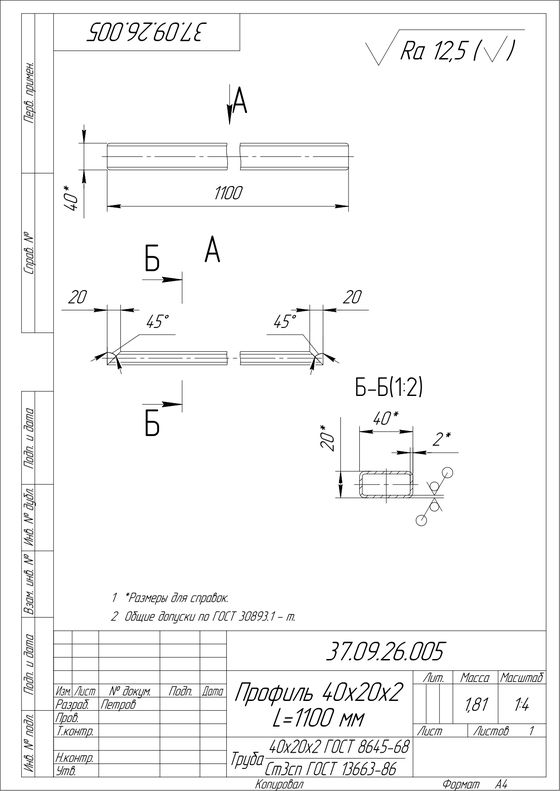 37.09.26.005
Ra 12,5 (√)
Перв. примен.
Справ. №
Подп. и дата
Инв. № дубл.
Взам. инв. №
Подп. и дата
Инв. № подл.
А
40*
1100
Б
А
20
20
45°
45°
Б
Б-Б(1:2)
40*
20*
2*
1 *Размеры для справок.
2 Общие допуски по ГОСТ 30893.1 - m.
37.09.26.005
Изм. Лист № докум. Подп. Дата
Разраб. Петров
Пров.
Т.контр.
Н.контр.
Утв.
Профиль 40x20x2
L=1100 мм
Лит. Масса Масштаб
1,81 1:4
Лист Листов 1
Труба 40x20x2 ГОСТ 8645-68
Ст3сп ГОСТ 13663-86
Копировал Формат А4